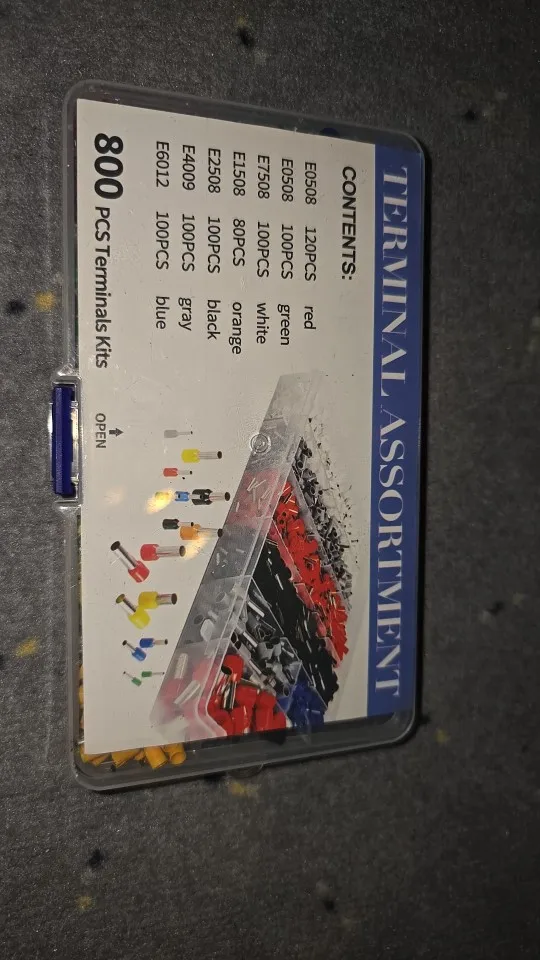 TERMINAL ASSORTMENT
CONTENTS:
E0508 120PCS red
E0508 100PCS green
E7508 100PCS white
E1508 80PCS orange
E2508 100PCS black
E4009 100PCS gray
E6012 100PCS blue
800 PCS Terminals Kits
OPEN